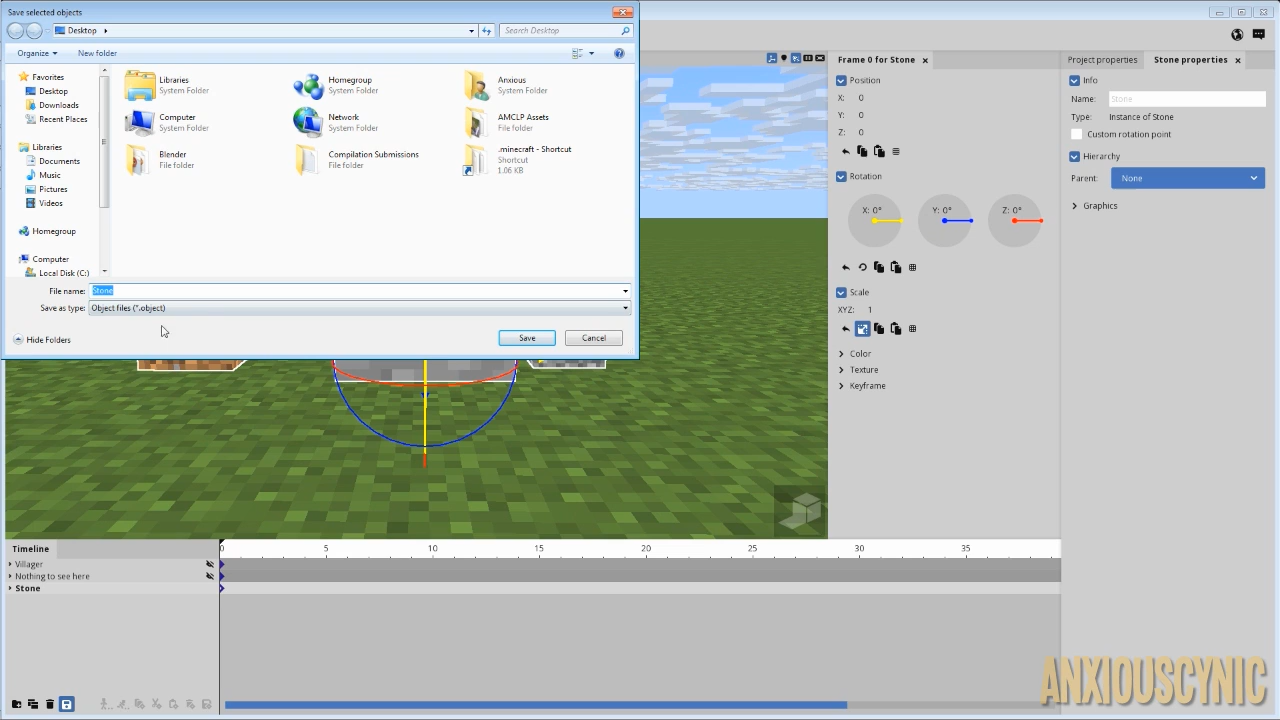 Save selected objects
Desktop
Search Desktop
Organize
New folder
Favorites
Desktop
Downloads
Recent Places
Libraries
Documents
Music
Pictures
Videos
Homegroup
Computer
Local Disk (C:)
Libraries
System Folder
Homegroup
System Folder
Anxious
System Folder
Computer
System Folder
Network
System Folder
AMCLP Assets
File folder
Blender
File folder
Compilation Submissions
File folder
.minecraft - Shortcut
Shortcut
1.06 KB
File name:
Stone
Save as type:
Object files (*.object)
Hide Folders
Save
Cancel
Frame 0 for Stone
Position
X: 0
Y: 0
Z: 0
Rotation
X: 0°
Y: 0°
Z: 0°
Scale
XYZ: 1
Color
Texture
Keyframe
Project properties
Stone properties
Info
Name: Stone
Type: Instance of Stone
Custom rotation point
Hierarchy
Parent: None
Graphics
Timeline
0 5 10 15 20 25 30 35
Villager
Nothing to see here
Stone
ANXIOUSCYNIC